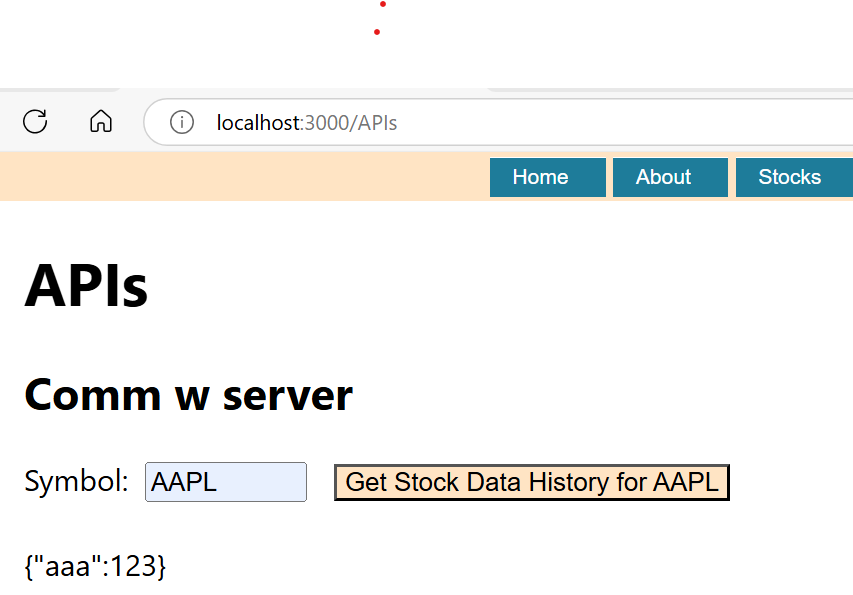 localhost:3000/APIs
Home About Stocks
APIs
Comm w server
Symbol: AAPL Get Stock Data History for AAPL
{"aaa":123}